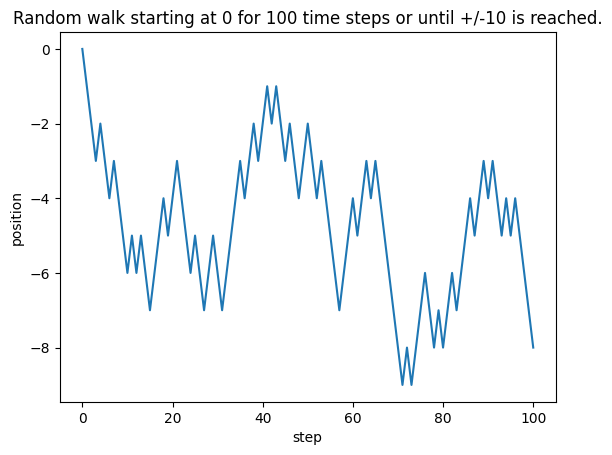 Random walk starting at 0 for 100 time steps or until +/-10 is reached.
0
−2
−4
−6
−8
position
0 20 40 60 80 100
step